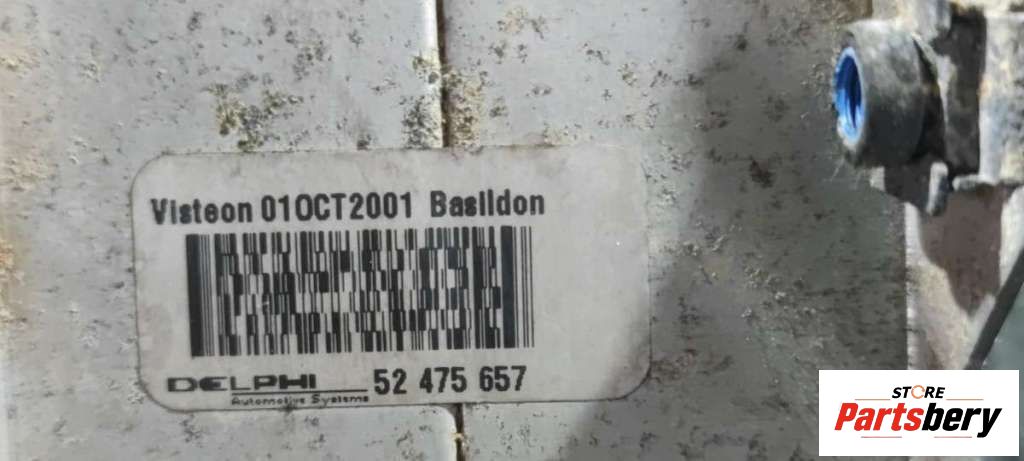 Visteon 01OCT2001 Basildon
DELPHI 52 475 657
Automotive Systems
STORE
Partsbery